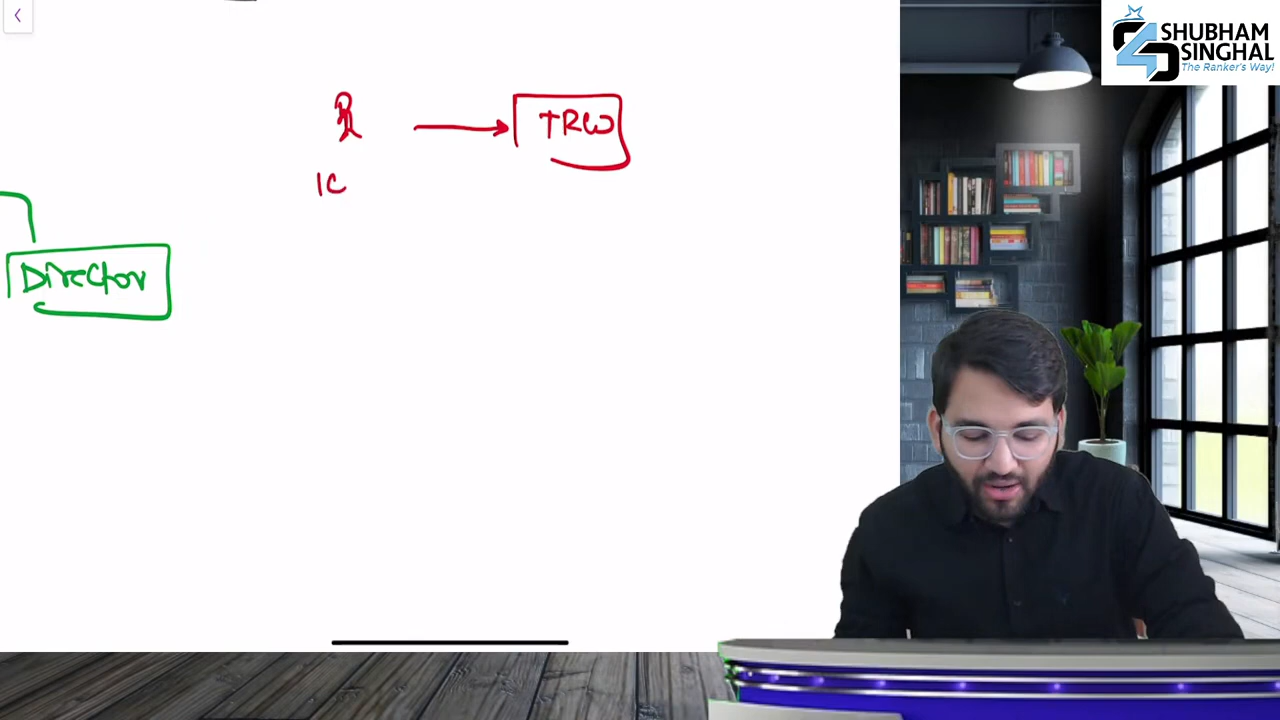 SHUBHAM
SINGHAL
The Ranker's Way!
TRW
IC
Director